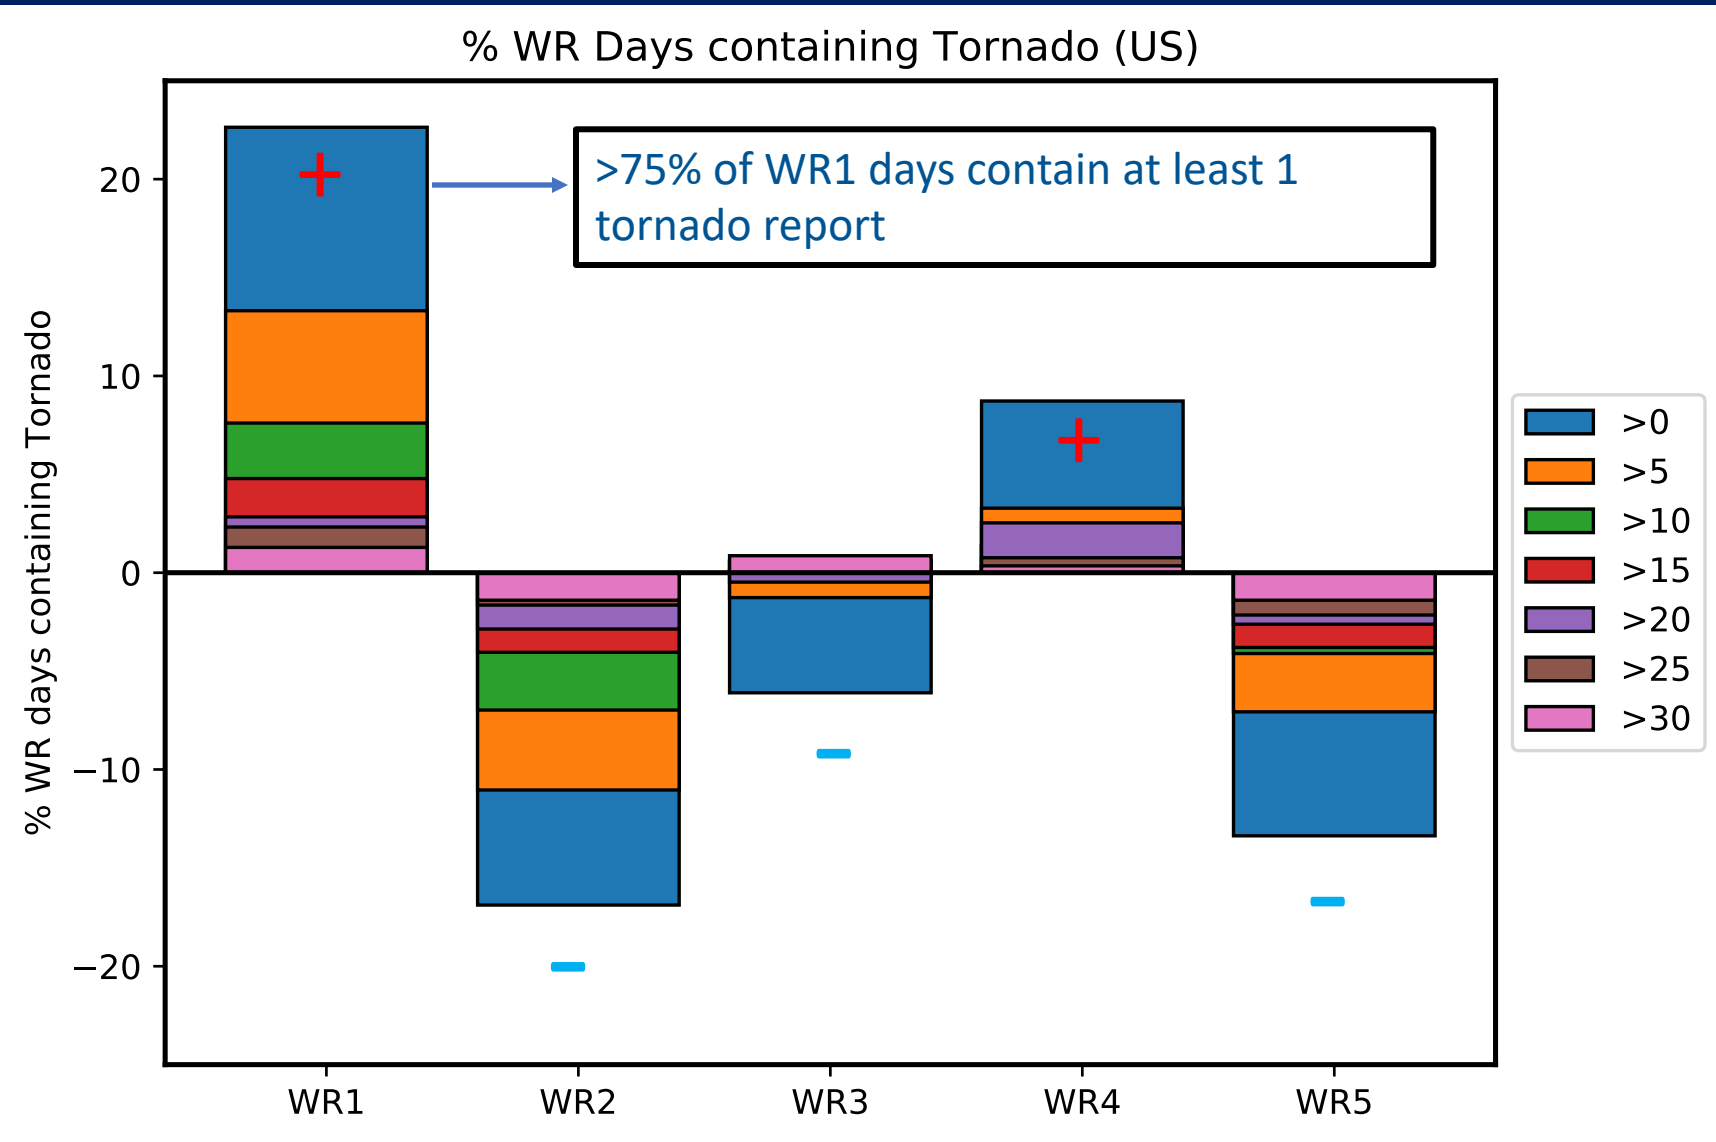 % WR Days containing Tornado (US)
>75% of WR1 days contain at least 1
tornado report
% WR days containing Tornado
20
10
0
−10
−20
WR1
WR2
WR3
WR4
WR5
>0
>5
>10
>15
>20
>25
>30